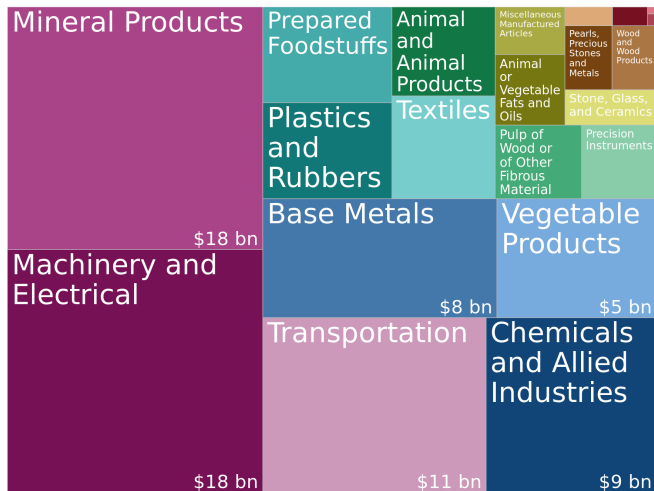 Mineral Products
$18 bn
Machinery and
Electrical
$18 bn
Prepared
Foodstuffs
Animal
and
Animal
Products
Plastics
and
Rubbers
Textiles
Miscellaneous
Manufactured
Articles
Animal
or
Vegetable
Fats and
Oils
Pearls,
Precious
Stones
and
Metals
Wood
and
Wood
Products
Stone, Glass,
and Ceramics
Pulp of
Wood or
of Other
Fibrous
Material
Precision
Instruments
Base Metals
$8 bn
Vegetable
Products
$5 bn
Transportation
$11 bn
Chemicals
and Allied
Industries
$9 bn